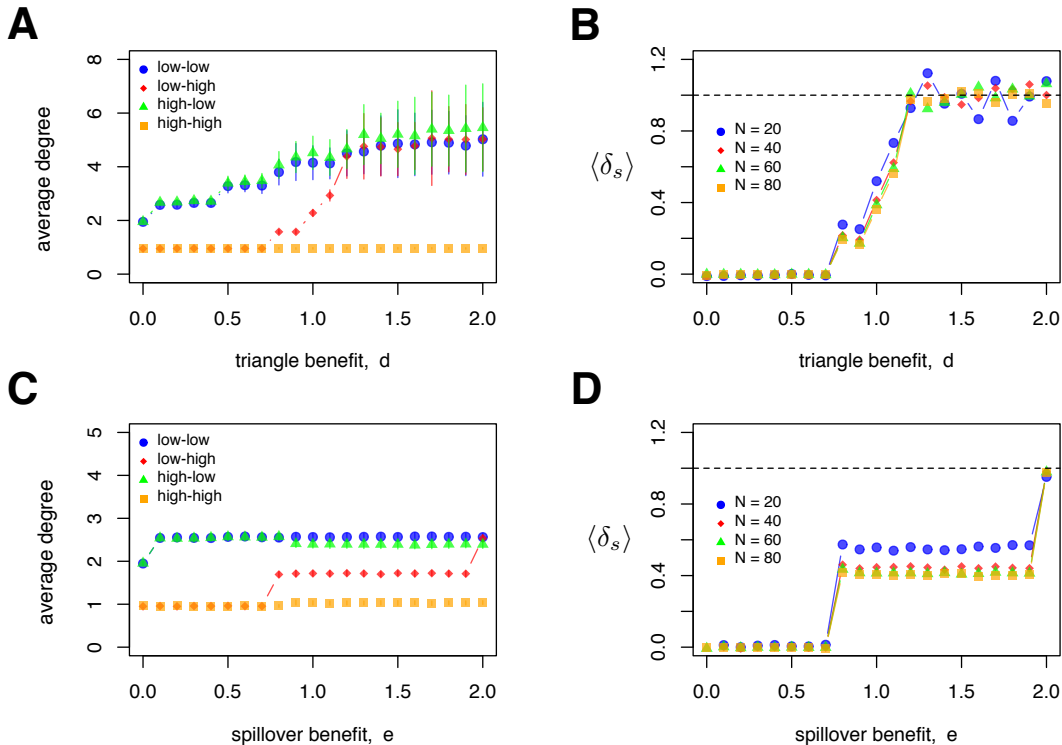 A
average degree
8
6
4
2
0
low-low
low-high
high-low
high-high
0.0 0.5 1.0 1.5 2.0
triangle benefit, d
B
⟨δs⟩
1.2
0.8
0.4
0.0
N = 20
N = 40
N = 60
N = 80
0.0 0.5 1.0 1.5 2.0
triangle benefit, d
C
average degree
5
4
3
2
1
0
low-low
low-high
high-low
high-high
0.0 0.5 1.0 1.5 2.0
spillover benefit, e
D
⟨δs⟩
1.2
0.8
0.4
0.0
N = 20
N = 40
N = 60
N = 80
0.0 0.5 1.0 1.5 2.0
spillover benefit, e